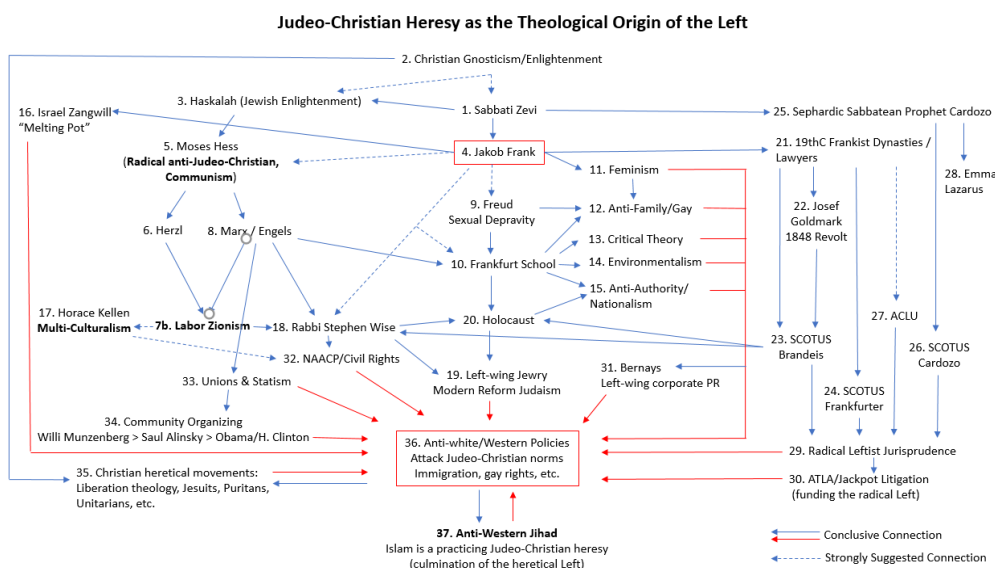 Judeo-Christian Heresy as the Theological Origin of the Left
2. Christian Gnosticism/Enlightenment
3. Haskalah (Jewish Enlightenment)
1. Sabbati Zevi
25. Sephardic Sabbatean Prophet Cardozo
16. Israel Zangwill
“Melting Pot”
5. Moses Hess
(Radical anti-Judeo-Christian,
Communism)
4. Jakob Frank
21. 19thC Frankist Dynasties /
Lawyers
11. Feminism
28. Emma
Lazarus
9. Freud
Sexual Depravity
12. Anti-Family/Gay
22. Josef
Goldmark
1848 Revolt
6. Herzl
8. Marx / Engels
13. Critical Theory
10. Frankfurt School
14. Environmentalism
15. Anti-Authority/
Nationalism
17. Horace Kellen
Multi-Culturalism
7b. Labor Zionism
18. Rabbi Stephen Wise
20. Holocaust
27. ACLU
23. SCOTUS
Brandeis
26. SCOTUS
Cardozo
32. NAACP/Civil Rights
31. Bernays
Left-wing corporate PR
33. Unions & Statism
19. Left-wing Jewry
Modern Reform Judaism
24. SCOTUS
Frankfurter
34. Community Organizing
Willi Munzenberg > Saul Alinsky > Obama/H. Clinton
36. Anti-white/Western Policies
Attack Judeo-Christian norms
Immigration, gay rights, etc.
29. Radical Leftist Jurisprudence
35. Christian heretical movements:
Liberation theology, Jesuits, Puritans,
Unitarians, etc.
30. ATLA/Jackpot Litigation
(funding the radical Left)
37. Anti-Western Jihad
Islam is a practicing Judeo-Christian heresy
(culmination of the heretical Left)
Conclusive Connection
Strongly Suggested Connection